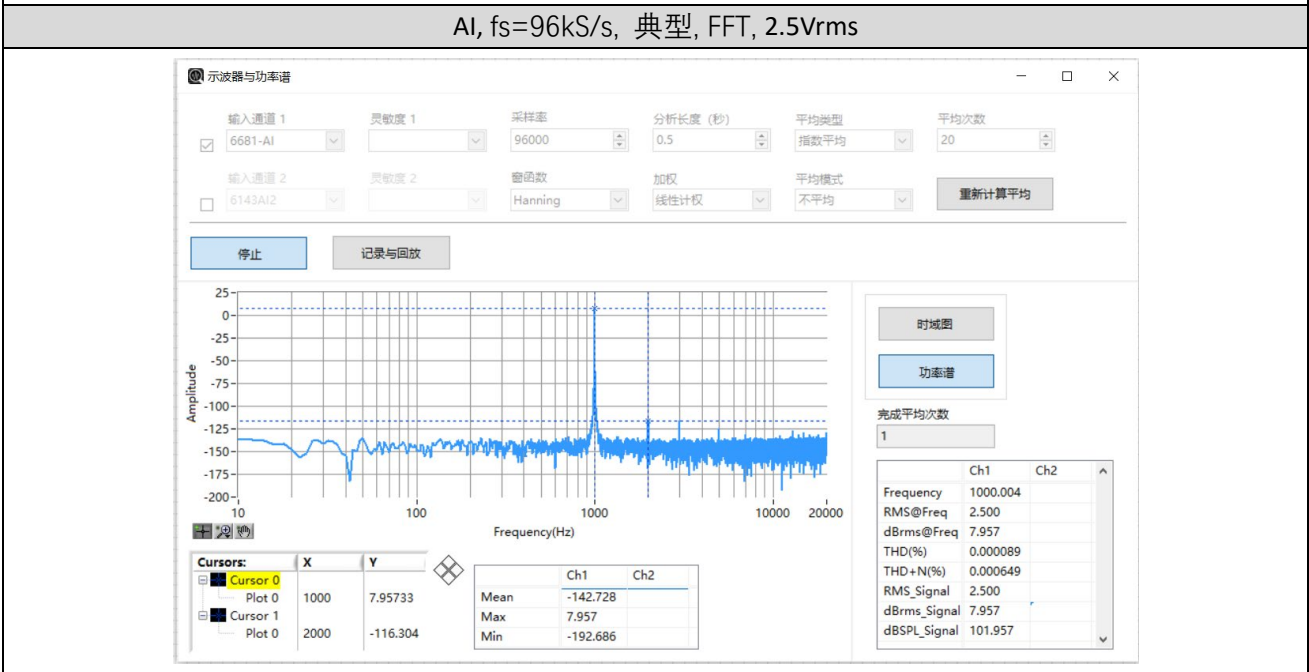 AI, fs=96kS/s, 典型, FFT, 2.5Vrms
示波器与功率谱
输入通道 1 灵敏度 1 采样率 分析长度（秒） 平均类型 平均次数
6681-AI 96000 0.5 指数平均 20
输入通道 2 灵敏度 2 窗函数 加权 平均模式
6143AI2 Hanning 线性计权 不平均 重新计算平均
停止 记录与回放
25
0
-25
-50
-75
-100
-125
-150
-175
-200
Amplitude
10 100 1000 10000 20000
Frequency(Hz)
时域图
功率谱
完成平均次数
1
Ch1 Ch2
Frequency 1000.004
RMS@Freq 2.500
dBrms@Freq 7.957
THD(%) 0.000089
THD+N(%) 0.000649
RMS_Signal 2.500
dBrms_Signal 7.957
dBSPL_Signal 101.957
Cursors: X Y
Cursor 0
Plot 0 1000 7.95733
Cursor 1
Plot 0 2000 -116.304
Ch1 Ch2
Mean -142.728
Max 7.957
Min -192.686